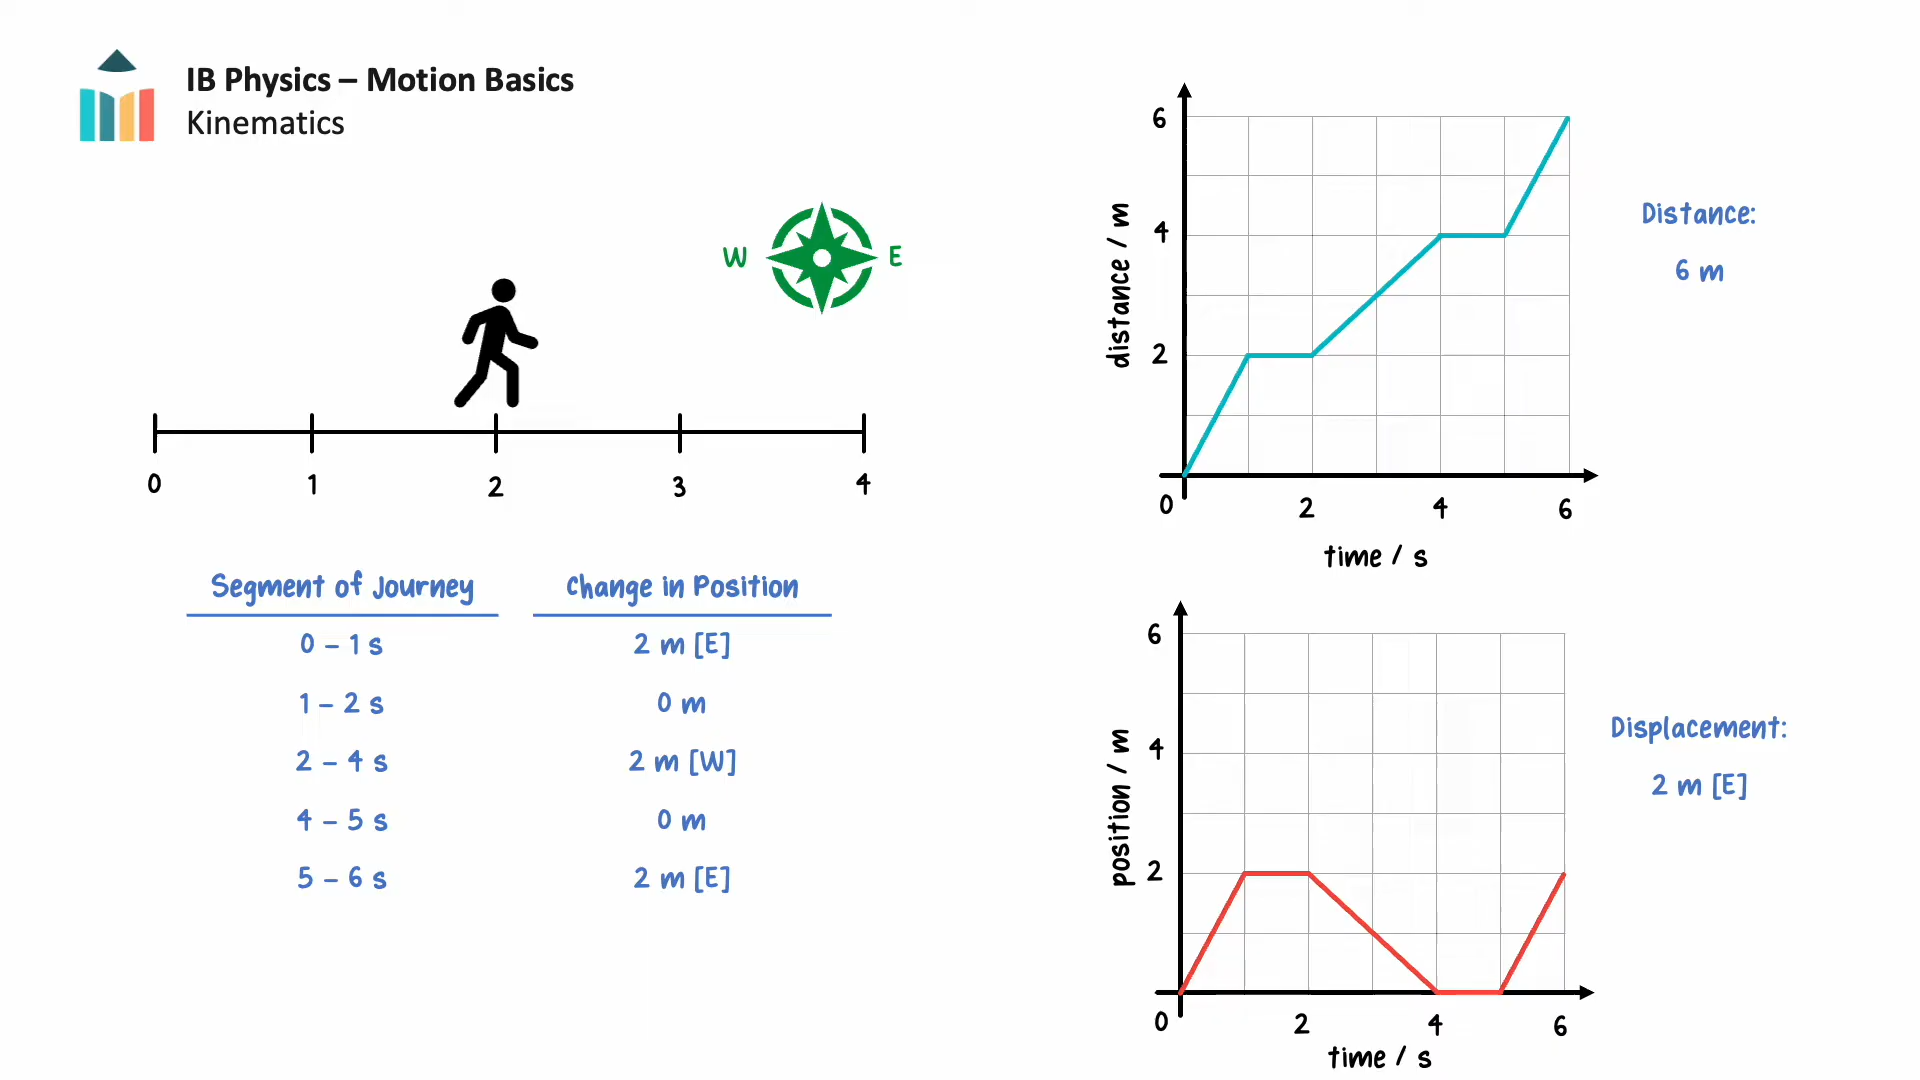 IB Physics – Motion Basics
Kinematics
W E
0 1 2 3 4
Segment of Journey Change in Position
0 – 1 s 2 m [E]
1 – 2 s 0 m
2 – 4 s 2 m [W]
4 – 5 s 0 m
5 – 6 s 2 m [E]
6
4
2
0 2 4 6
distance / m
time / s
Distance:
6 m
6
4
2
0 2 4 6
position / m
time / s
Displacement:
2 m [E]